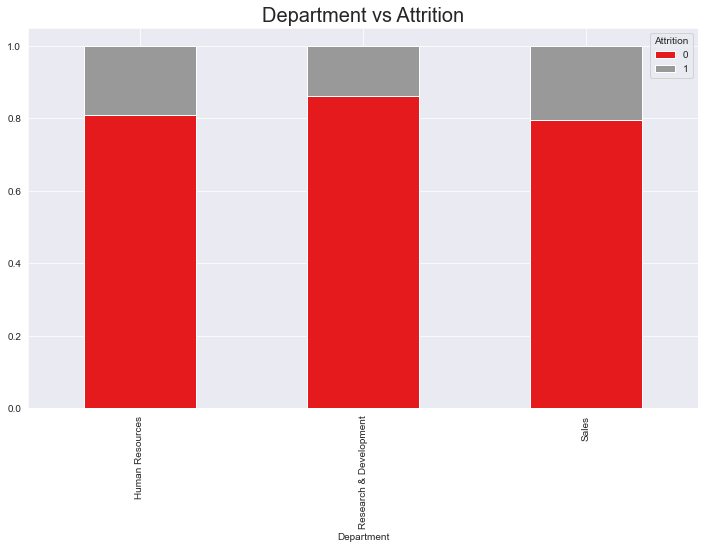 Department vs Attrition
Attrition
0
1
1.0
0.8
0.6
0.4
0.2
0.0
Human Resources
Research & Development
Sales
Department